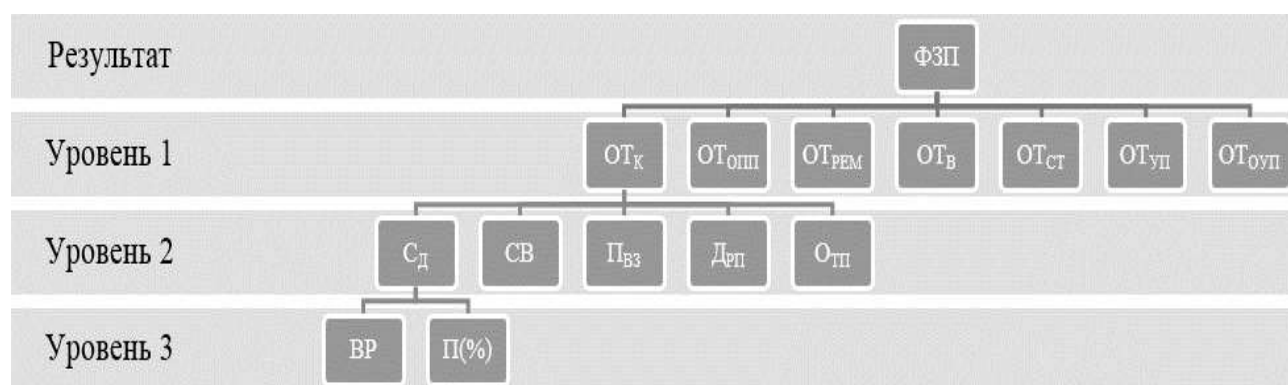 Результат
ФЗП
Уровень 1
ОТК ОТОПП ОТРЕМ ОТВ ОТСТ ОТУП ОТОУП
Уровень 2
СД СВ ПВЗ ДРП ОТП
Уровень 3
ВР П(%)